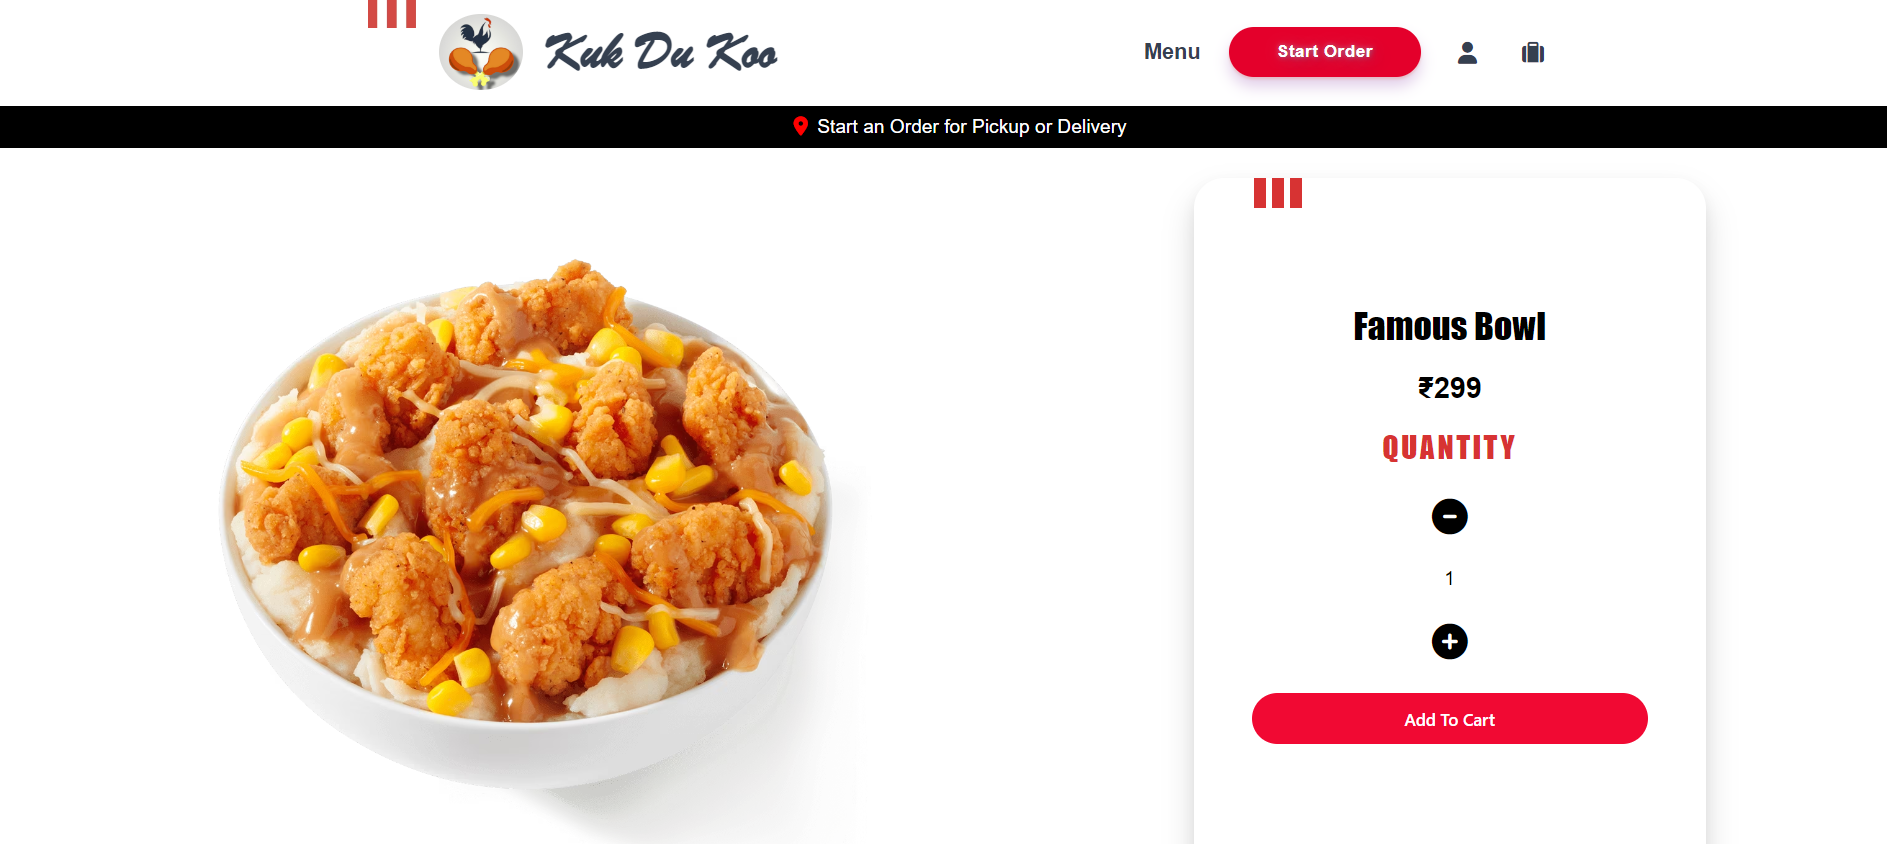 Kuk Du Koo
Menu
Start Order
Start an Order for Pickup or Delivery
Famous Bowl
₹299
QUANTITY
1
Add To Cart